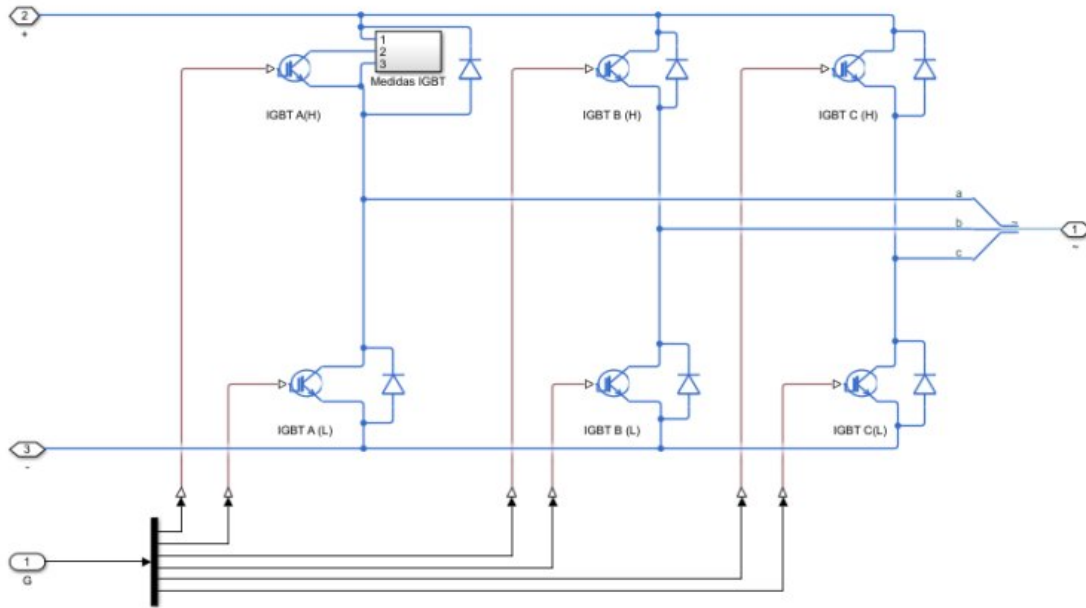 2
+
1
2
3
Medidas IGBT
IGBT A(H)
IGBT B (H)
IGBT C (H)
a
b
c
~
1
~
IGBT A (L)
IGBT B (L)
IGBT C(L)
3
-
1
G